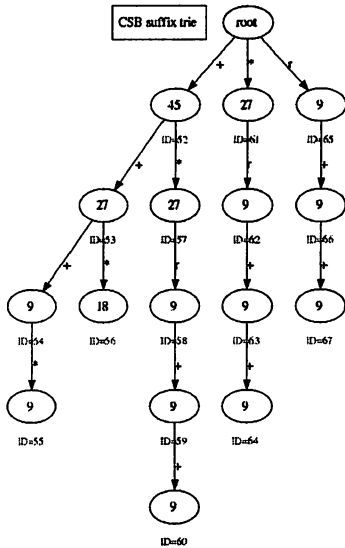 CSB suffix trie
root
+
*
r
45
27
9
ID=52
ID=61
ID=65
+
*
r
+
27
27
9
9
ID=53
ID=57
ID=62
ID=66
+
*
r
+
+
9
18
9
9
9
ID=54
ID=56
ID=58
ID=63
ID=67
*
+
+
9
9
9
ID=55
ID=59
ID=64
+
9
ID=60